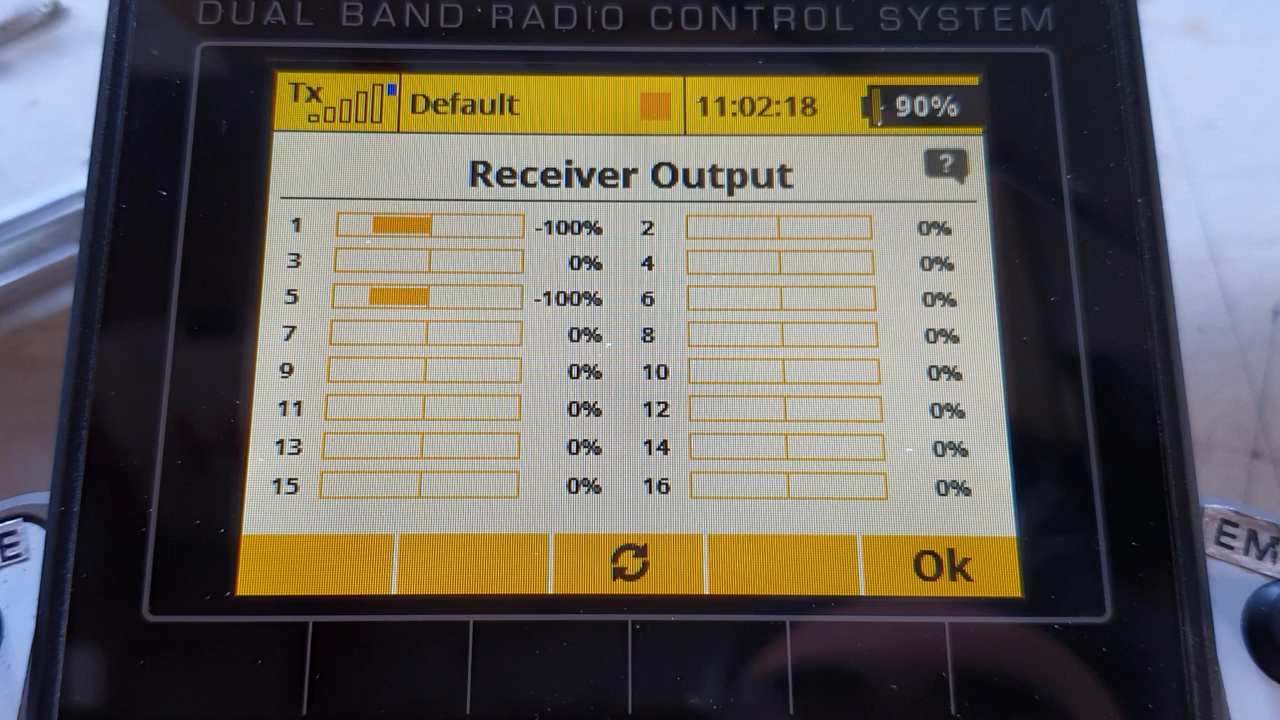 DUAL BAND RADIO CONTROL SYSTEM
Tx Default 11:02:18 90%
Receiver Output ?
1 -100% 2 0%
3 0% 4 0%
5 -100% 6 0%
7 0% 8 0%
9 0% 10 0%
11 0% 12 0%
13 0% 14 0%
15 0% 16 0%
Ok
E
EM